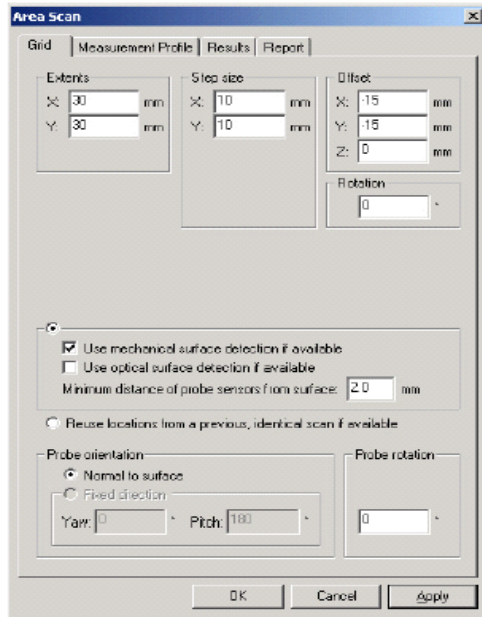 Area Scan
Grid Measurement Profile Results Report
Extents Step size Offset
X: 30 mm X: 10 mm X: -15 mm
Y: 30 mm Y: 10 mm Y: -15 mm
Z: 0 mm
Rotation
0 °
Use mechanical surface detection if available
Use optical surface detection if available
Minimum distance of probe sensors from surface: 2.0 mm
Reuse locations from a previous, identical scan if available
Probe orientation Probe rotation
Normal to surface
Fixed direction
Yaw: 0 ° Pitch: 180 ° 0 °
OK Cancel Apply